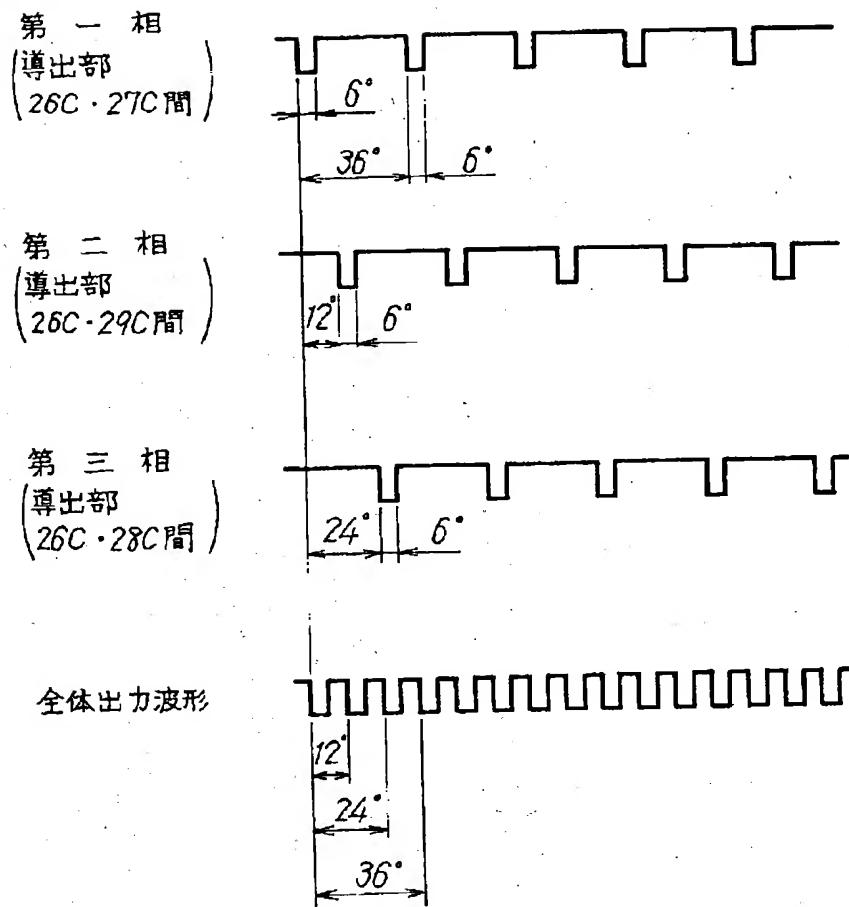 第一相
(導出部
26C・27C間)
6°
36°
6°
第二相
(導出部
26C・29C間)
12°
6°
第三相
(導出部
26C・28C間)
24°
6°
全体出力波形
12°
24°
36°